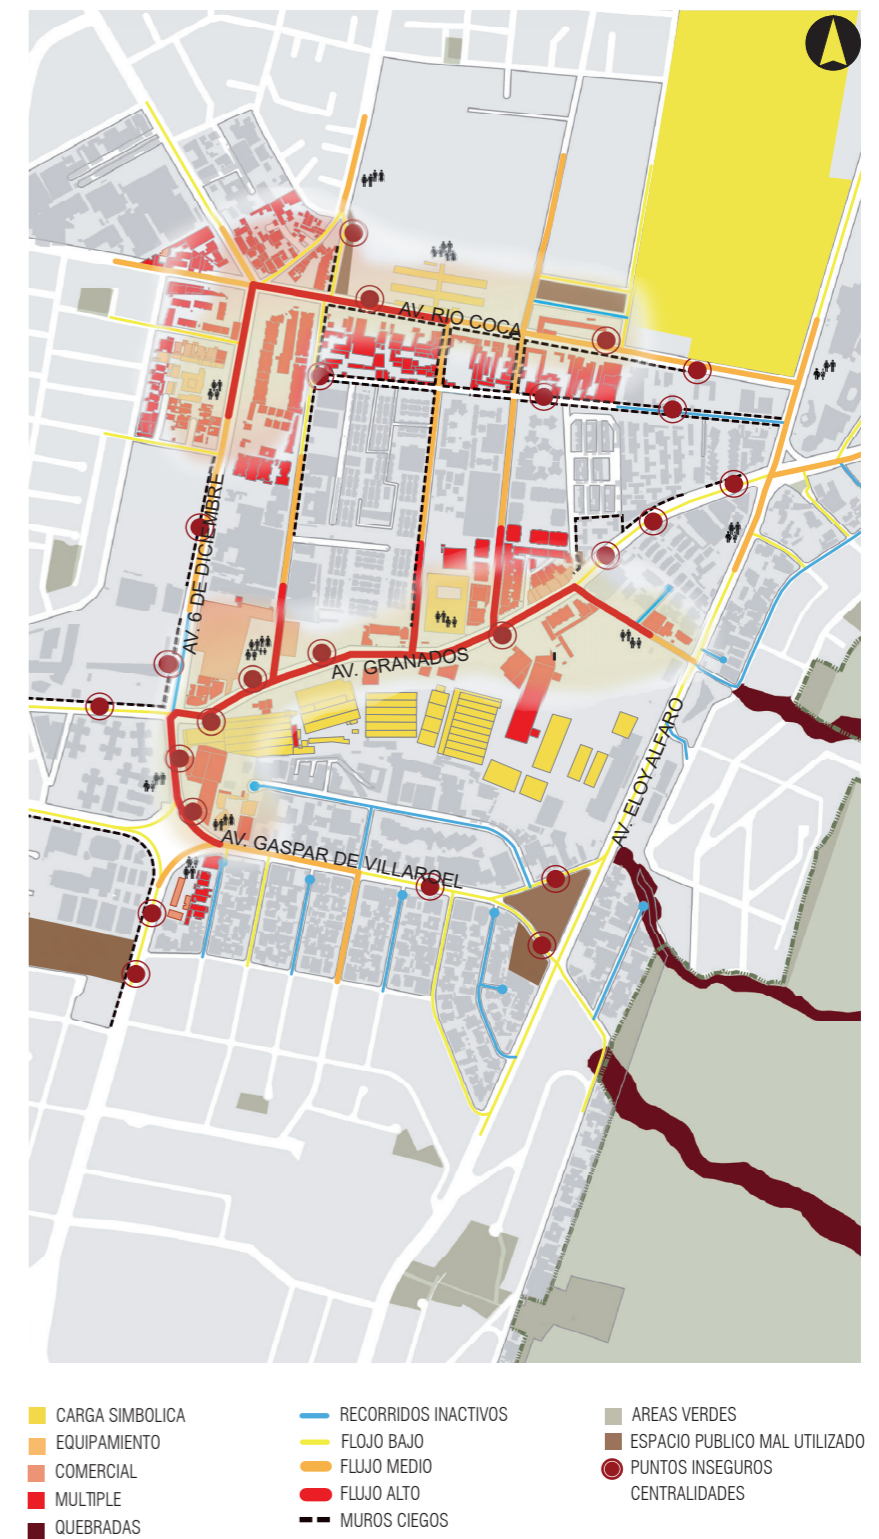 AV. RIO COCA
AV. 6 DE DICIEMBRE
AV. GRANADOS
AV. ELOY ALFARO
AV. GASPAR DE VILLAROEL
CARGA SIMBOLICA
EQUIPAMIENTO
COMERCIAL
MULTIPLE
QUEBRADAS
RECORRIDOS INACTIVOS
FLOJO BAJO
FLUJO MEDIO
FLUJO ALTO
MUROS CIEGOS
AREAS VERDES
ESPACIO PUBLICO MAL UTILIZADO
PUNTOS INSEGUROS
CENTRALIDADES